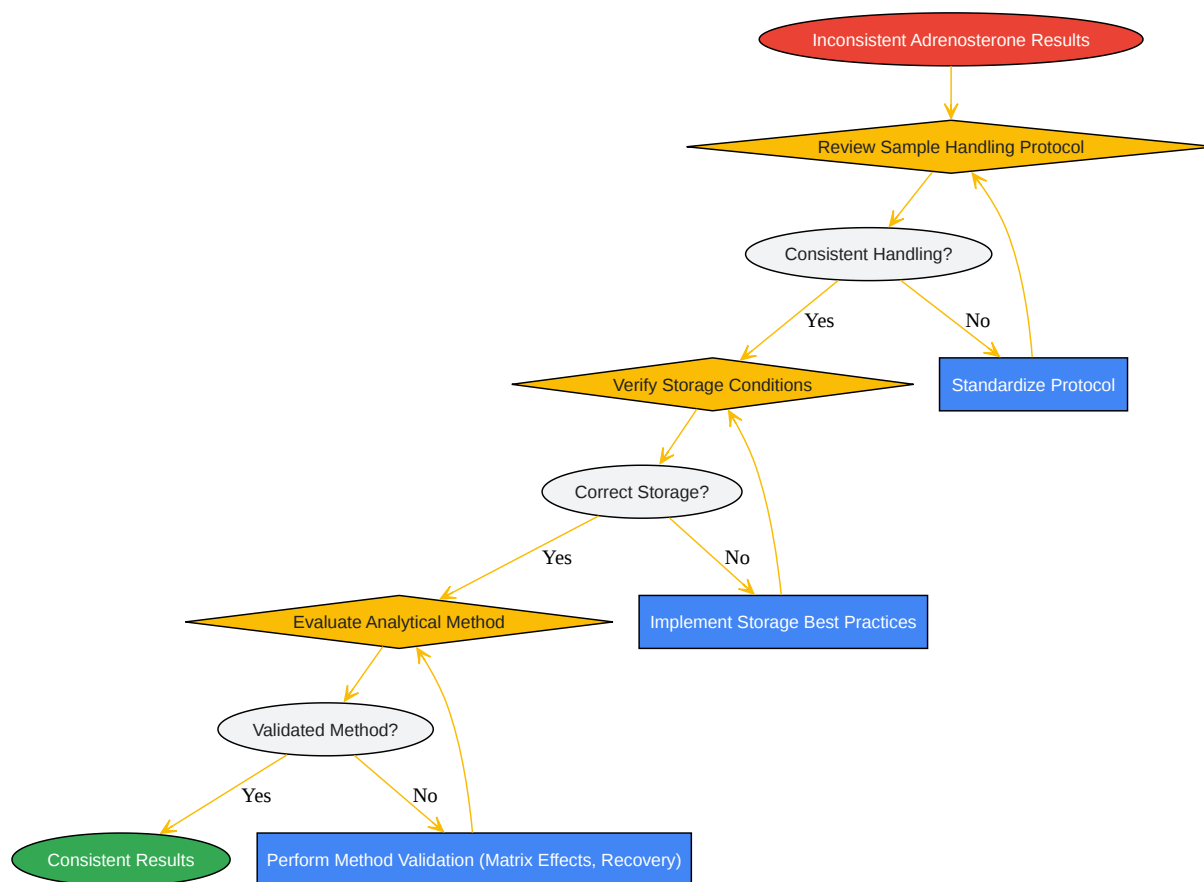 Inconsistent Adrenosterone Results
Review Sample Handling Protocol
Consistent Handling?
Yes
No
Verify Storage Conditions
Standardize Protocol
Correct Storage?
Yes
No
Evaluate Analytical Method
Implement Storage Best Practices
Validated Method?
Yes
No
Consistent Results
Perform Method Validation (Matrix Effects, Recovery)